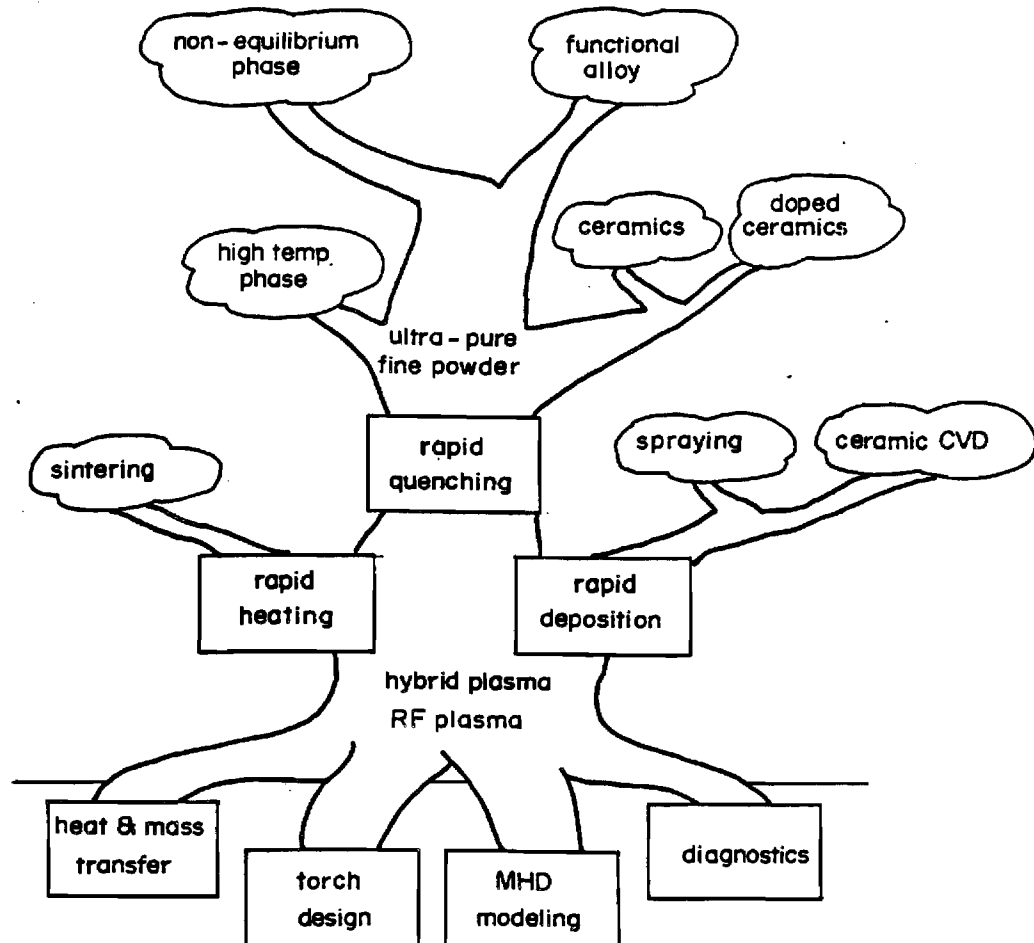 non-equilibrium
phase
functional
alloy
ceramics
doped
ceramics
high temp.
phase
ultra-pure
fine powder
rapid
quenching
spraying
ceramic CVD
sintering
rapid
heating
rapid
deposition
hybrid plasma
RF plasma
heat & mass
transfer
torch
design
MHD
modeling
diagnostics